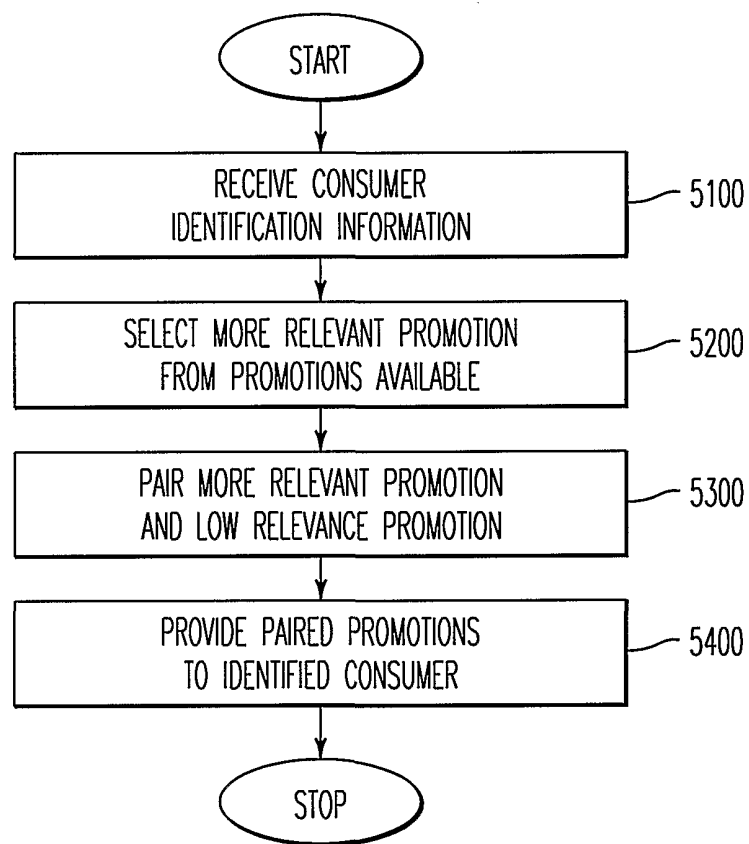 START
RECEIVE CONSUMER
IDENTIFICATION INFORMATION
5100
SELECT MORE RELEVANT PROMOTION
FROM PROMOTIONS AVAILABLE
5200
PAIR MORE RELEVANT PROMOTION
AND LOW RELEVANCE PROMOTION
5300
PROVIDE PAIRED PROMOTIONS
TO IDENTIFIED CONSUMER
5400
STOP